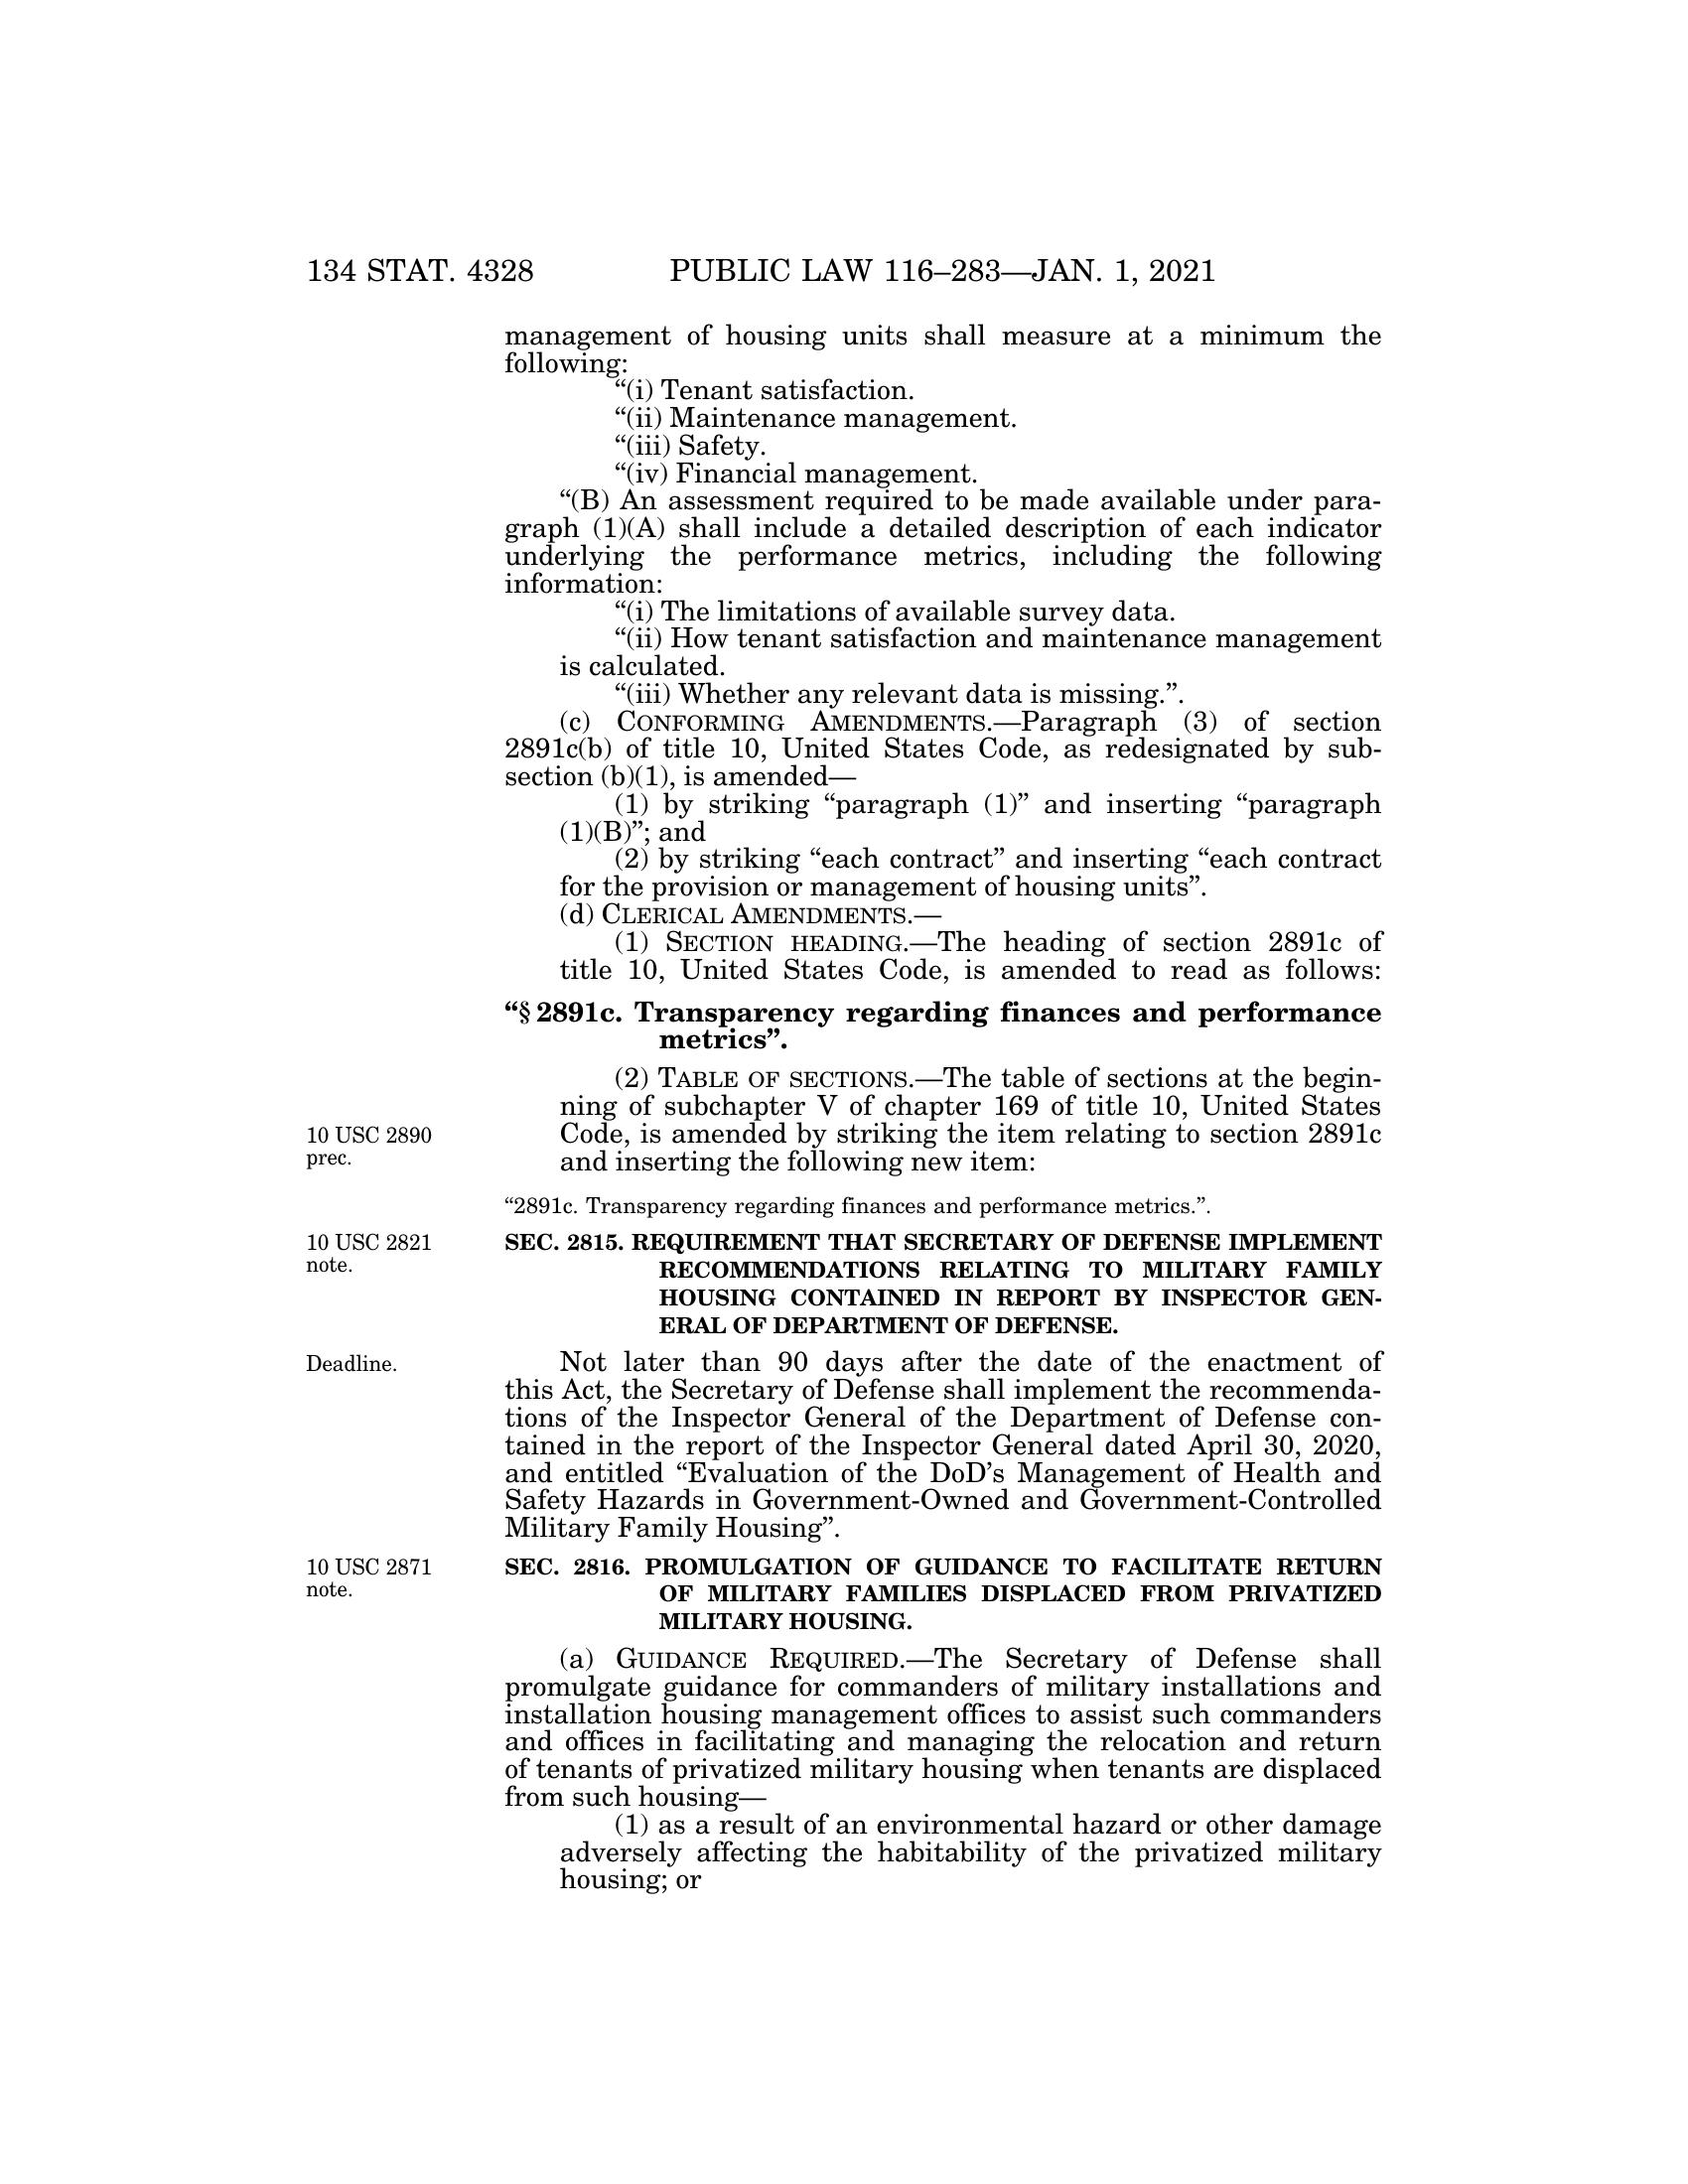 134 STAT. 4328 PUBLIC LAW 116–283—JAN. 1, 2021
management of housing units shall measure at a minimum the
following:
“(i) Tenant satisfaction.
“(ii) Maintenance management.
“(iii) Safety.
“(iv) Financial management.
“(B) An assessment required to be made available under para-
graph (1)(A) shall include a detailed description of each indicator
underlying the performance metrics, including the following
information:
“(i) The limitations of available survey data.
“(ii) How tenant satisfaction and maintenance management
is calculated.
“(iii) Whether any relevant data is missing.”.
(c) CONFORMING AMENDMENTS.—Paragraph (3) of section
2891c(b) of title 10, United States Code, as redesignated by sub-
section (b)(1), is amended—
(1) by striking “paragraph (1)” and inserting “paragraph
(1)(B)”; and
(2) by striking “each contract” and inserting “each contract
for the provision or management of housing units”.
(d) CLERICAL AMENDMENTS.—
(1) SECTION HEADING.—The heading of section 2891c of
title 10, United States Code, is amended to read as follows:
“§ 2891c. Transparency regarding finances and performance
metrics”.
(2) TABLE OF SECTIONS.—The table of sections at the begin-
ning of subchapter V of chapter 169 of title 10, United States
Code, is amended by striking the item relating to section 2891c
and inserting the following new item:
10 USC 2890
prec.
“2891c. Transparency regarding finances and performance metrics.”.
10 USC 2821
note.
SEC. 2815. REQUIREMENT THAT SECRETARY OF DEFENSE IMPLEMENT
RECOMMENDATIONS RELATING TO MILITARY FAMILY
HOUSING CONTAINED IN REPORT BY INSPECTOR GEN-
ERAL OF DEPARTMENT OF DEFENSE.
Deadline.
Not later than 90 days after the date of the enactment of
this Act, the Secretary of Defense shall implement the recommenda-
tions of the Inspector General of the Department of Defense con-
tained in the report of the Inspector General dated April 30, 2020,
and entitled “Evaluation of the DoD’s Management of Health and
Safety Hazards in Government-Owned and Government-Controlled
Military Family Housing”.
10 USC 2871
note.
SEC. 2816. PROMULGATION OF GUIDANCE TO FACILITATE RETURN
OF MILITARY FAMILIES DISPLACED FROM PRIVATIZED
MILITARY HOUSING.
(a) GUIDANCE REQUIRED.—The Secretary of Defense shall
promulgate guidance for commanders of military installations and
installation housing management offices to assist such commanders
and offices in facilitating and managing the relocation and return
of tenants of privatized military housing when tenants are displaced
from such housing—
(1) as a result of an environmental hazard or other damage
adversely affecting the habitability of the privatized military
housing; or